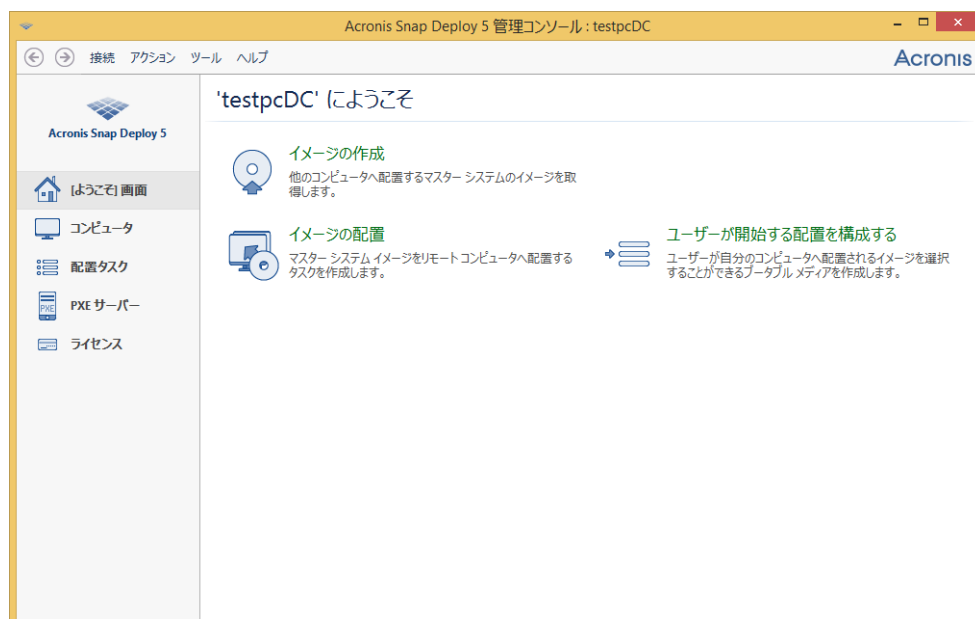 Acronis Snap Deploy 5 管理コンソール : testpcDC
接続 アクション ツール ヘルプ
Acronis
Acronis Snap Deploy 5
[ようこそ] 画面
コンピュータ
配置タスク
PXE
PXE サーバー
ライセンス
'testpcDC' にようこそ
イメージの作成
他のコンピュータへ配置するマスター システムのイメージを取
得します。
イメージの配置
マスター システム イメージをリモート コンピュータへ配置する
タスクを作成します。
ユーザーが開始する配置を構成する
ユーザーが自分のコンピュータへ配置されるイメージを選択
することができるブータブル メディアを作成します。